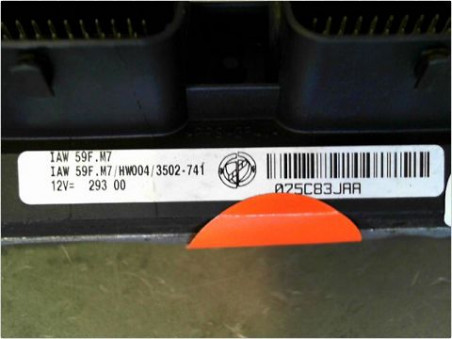 IAW 59F.M7
IAW 59F.M7/HW004/3502-741
12V= 293 00
075C83JAA